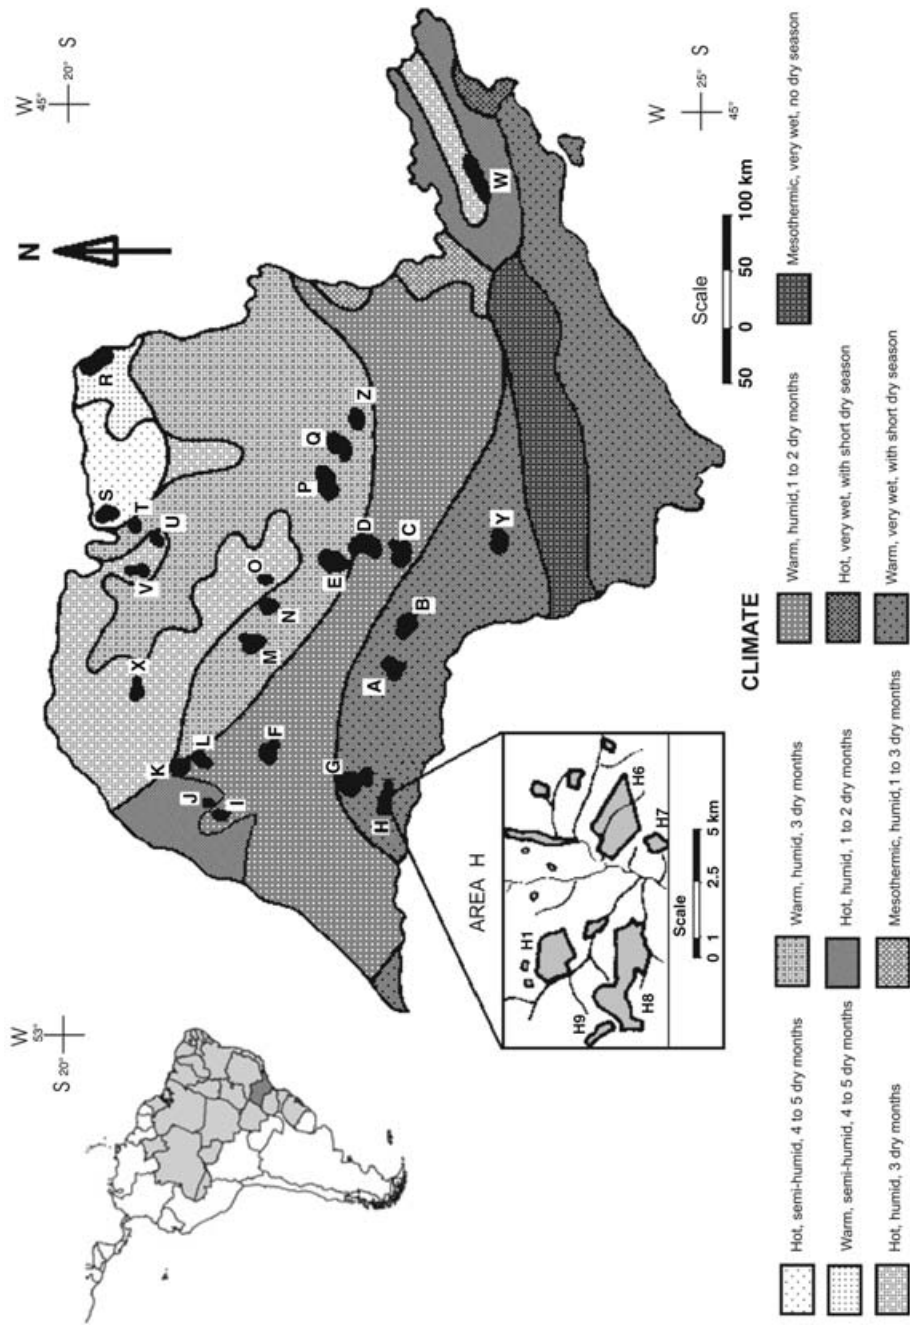 W
53°
S 20°
N
W
45°
20° S
R
S
T
U
V
X
O
N
M
K
L
J
I
F
E
P
Q
Z
D
C
G
H
A
B
Y
W
AREA H
H1
H9
H8
H6
H7
Scale
0 1 2.5 5 km
Scale
50 0 50 100 km
W
25° S
45°
CLIMATE
Hot, semi-humid, 4 to 5 dry months
Warm, semi-humid, 4 to 5 dry months
Hot, humid, 3 dry months
Warm, humid, 3 dry months
Hot, humid, 1 to 2 dry months
Mesothermic, humid,1 to 3 dry months
Warm, humid,1 to 2 dry months
Hot, very wet, with short dry season
Warm, very wet, with short dry season
Mesothermic, very wet, no dry season